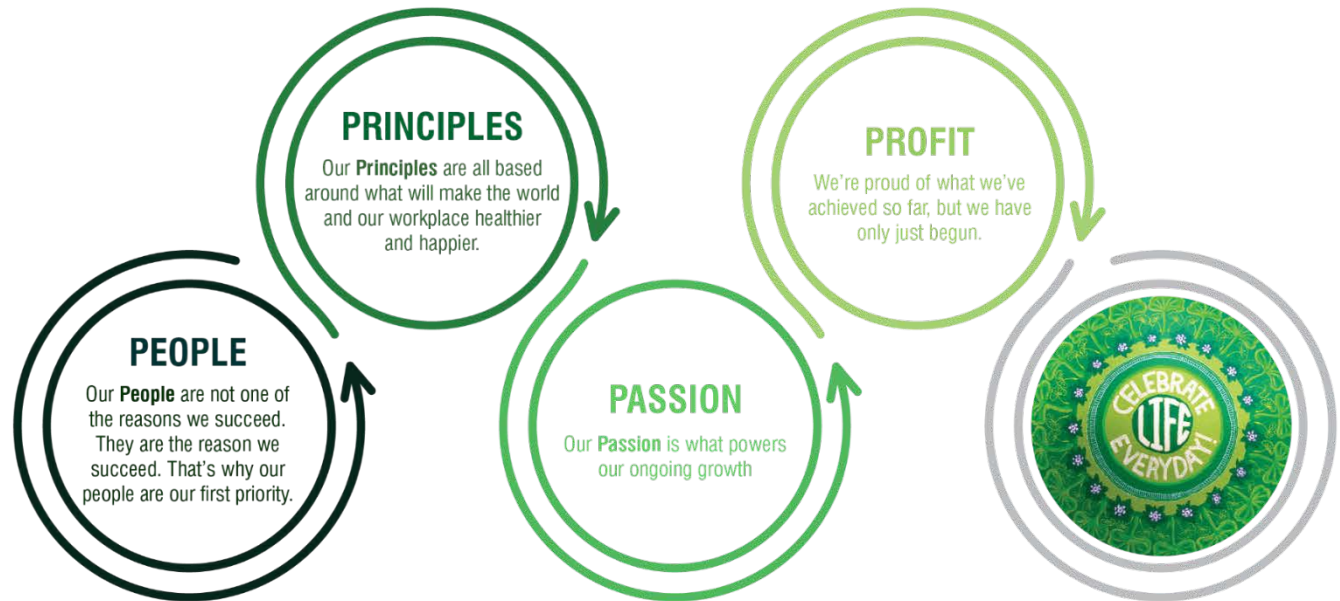 PEOPLE
Our People are not one of
the reasons we succeed.
They are the reason we
succeed. That's why our
people are our first priority.
PRINCIPLES
Our Principles are all based
around what will make the world
and our workplace healthier
and happier.
PASSION
Our Passion is what powers
our ongoing growth
PROFIT
We're proud of what we've
achieved so far, but we have
only just begun.
CELEBRATE
LIFE
EVERYDAY!